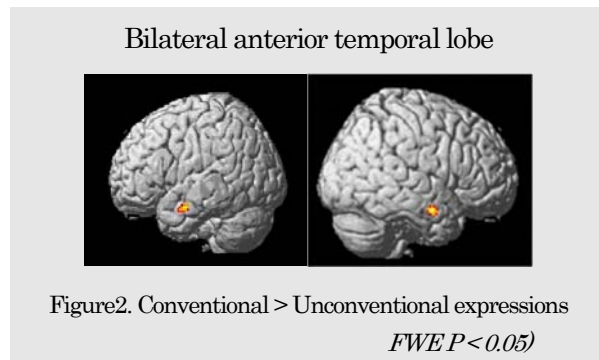 Bilateral anterior temporal lobe
Figure2. Conventional > Unconventional expressions
FWE P < 0.05)